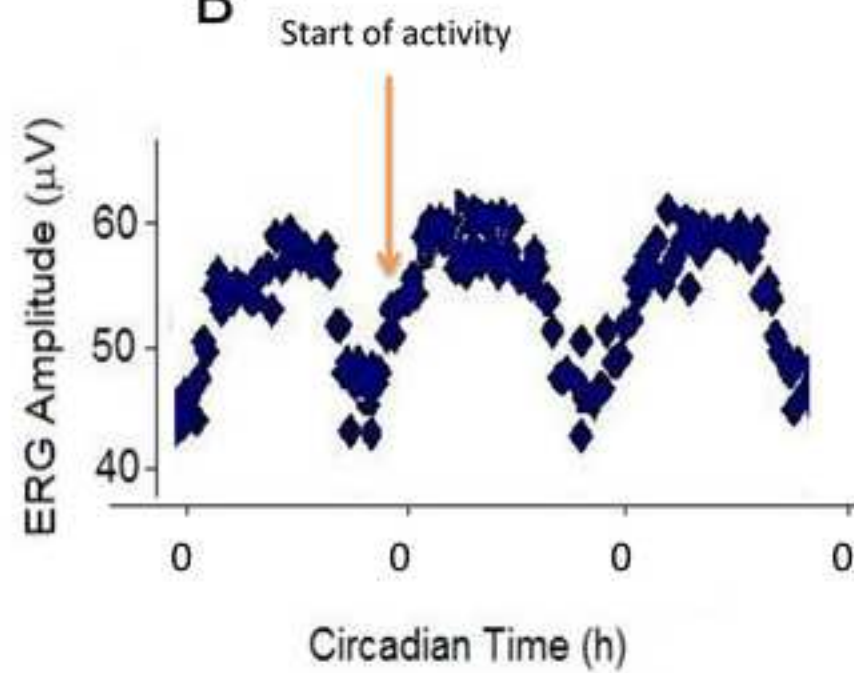 B
Start of activity
ERG Amplitude (μV)
60
50
40
0 0 0 0
Circadian Time (h)